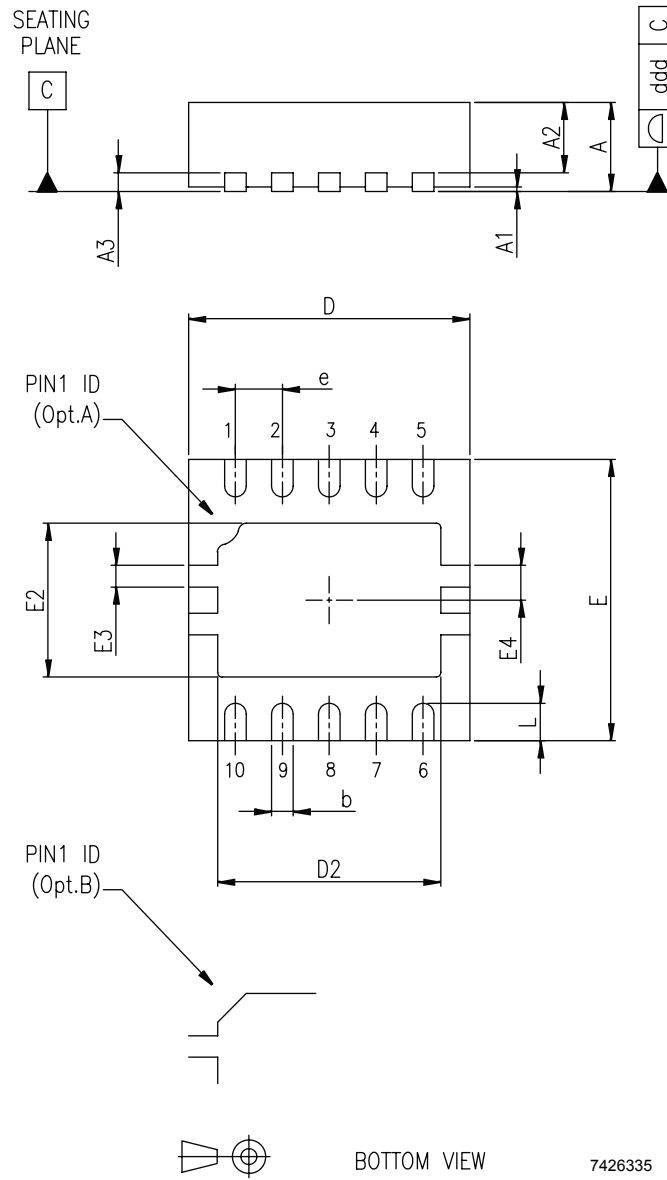 SEATING
PLANE
C
C
ddd
A2
A
A3
A1
D
e
PIN1 ID
(Opt.A)
1 2 3 4 5
E2
E3
E4
E
L
10 9 8 7 6
b
D2
PIN1 ID
(Opt.B)
BOTTOM VIEW
7426335